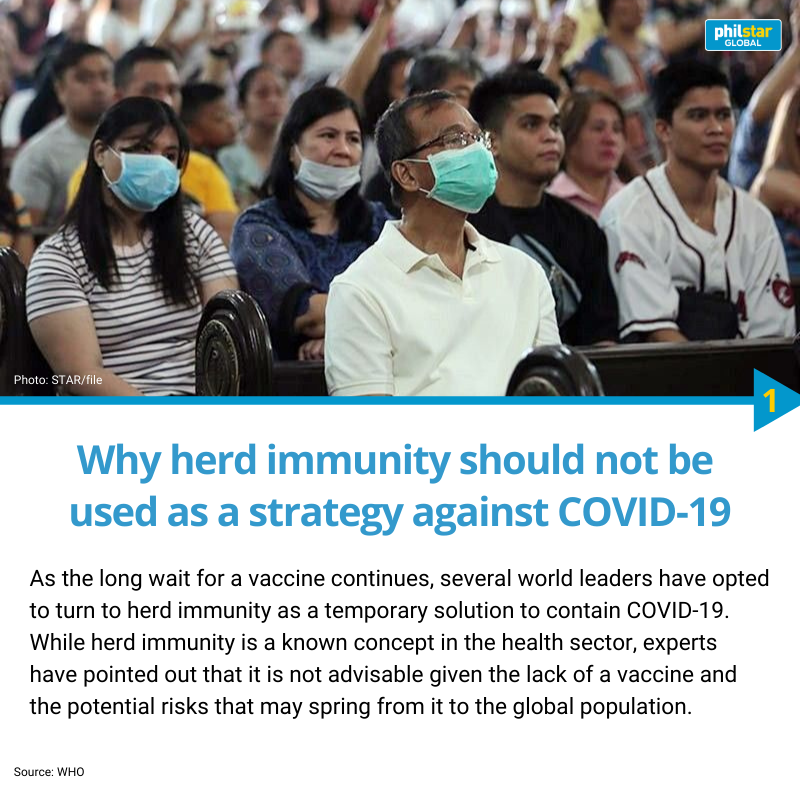 philstar
GLOBAL
Photo: STAR/file
1
Why herd immunity should not be
used as a strategy against COVID-19
As the long wait for a vaccine continues, several world leaders have opted
to turn to herd immunity as a temporary solution to contain COVID-19.
While herd immunity is a known concept in the health sector, experts
have pointed out that it is not advisable given the lack of a vaccine and
the potential risks that may spring from it to the global population.
Source: WHO